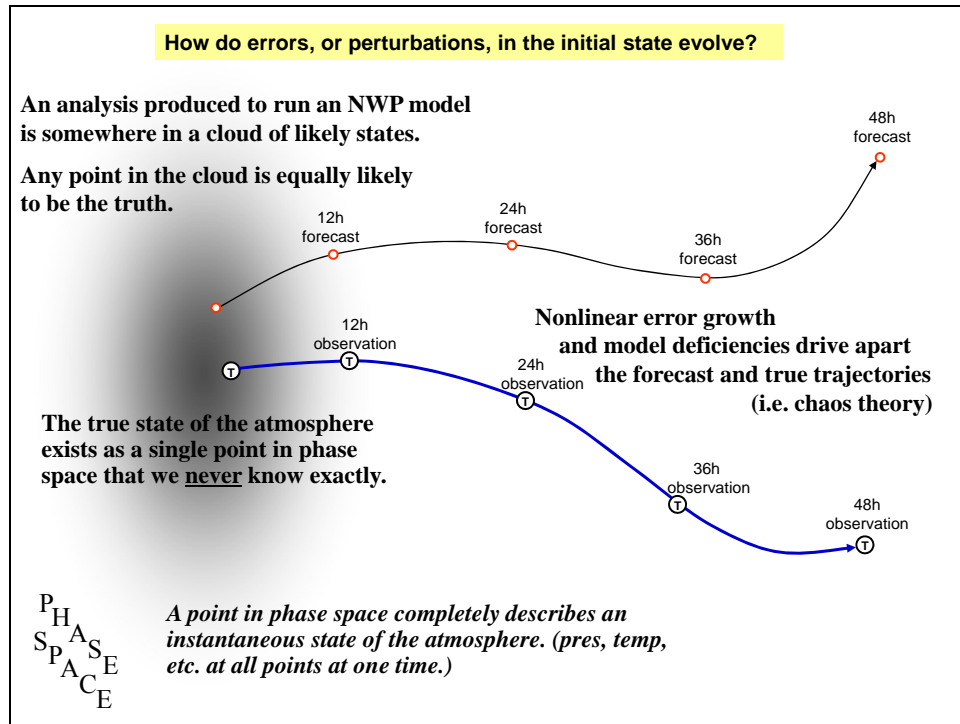 How do errors, or perturbations, in the initial state evolve?
An analysis produced to run an NWP model
is somewhere in a cloud of likely states.
Any point in the cloud is equally likely
to be the truth.
12h
forecast
24h
forecast
36h
forecast
48h
forecast
Nonlinear error growth
and model deficiencies drive apart
the forecast and true trajectories
(i.e. chaos theory)
T
12h
observation
T
24h
observation
T
36h
observation
T
48h
observation
T
The true state of the atmosphere
exists as a single point in phase
space that we never know exactly.
PHASE
SPACE
A point in phase space completely describes an
instantaneous state of the atmosphere. (pres, temp,
etc. at all points at one time.)